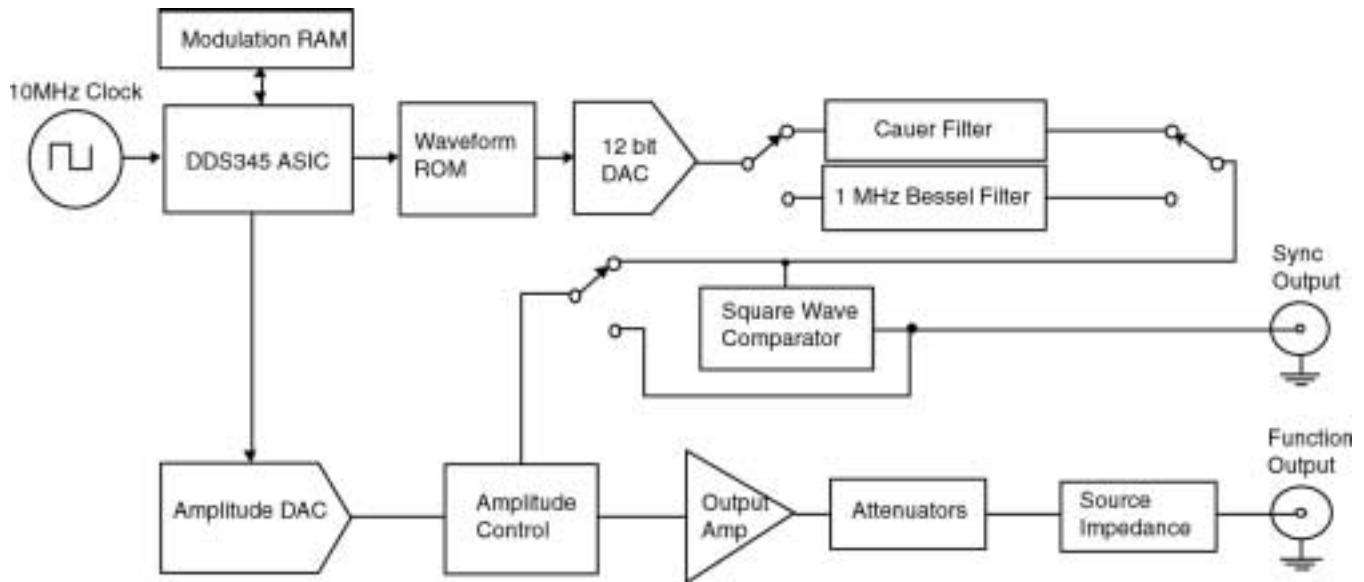 Modulation RAM
10MHz Clock
DDS345 ASIC
Waveform
ROM
12 bit
DAC
Cauer Filter
1 MHz Bessel Filter
Sync
Output
Square Wave
Comparator
Function
Output
Amplitude DAC
Amplitude
Control
Output
Amp
Attenuators
Source
Impedance